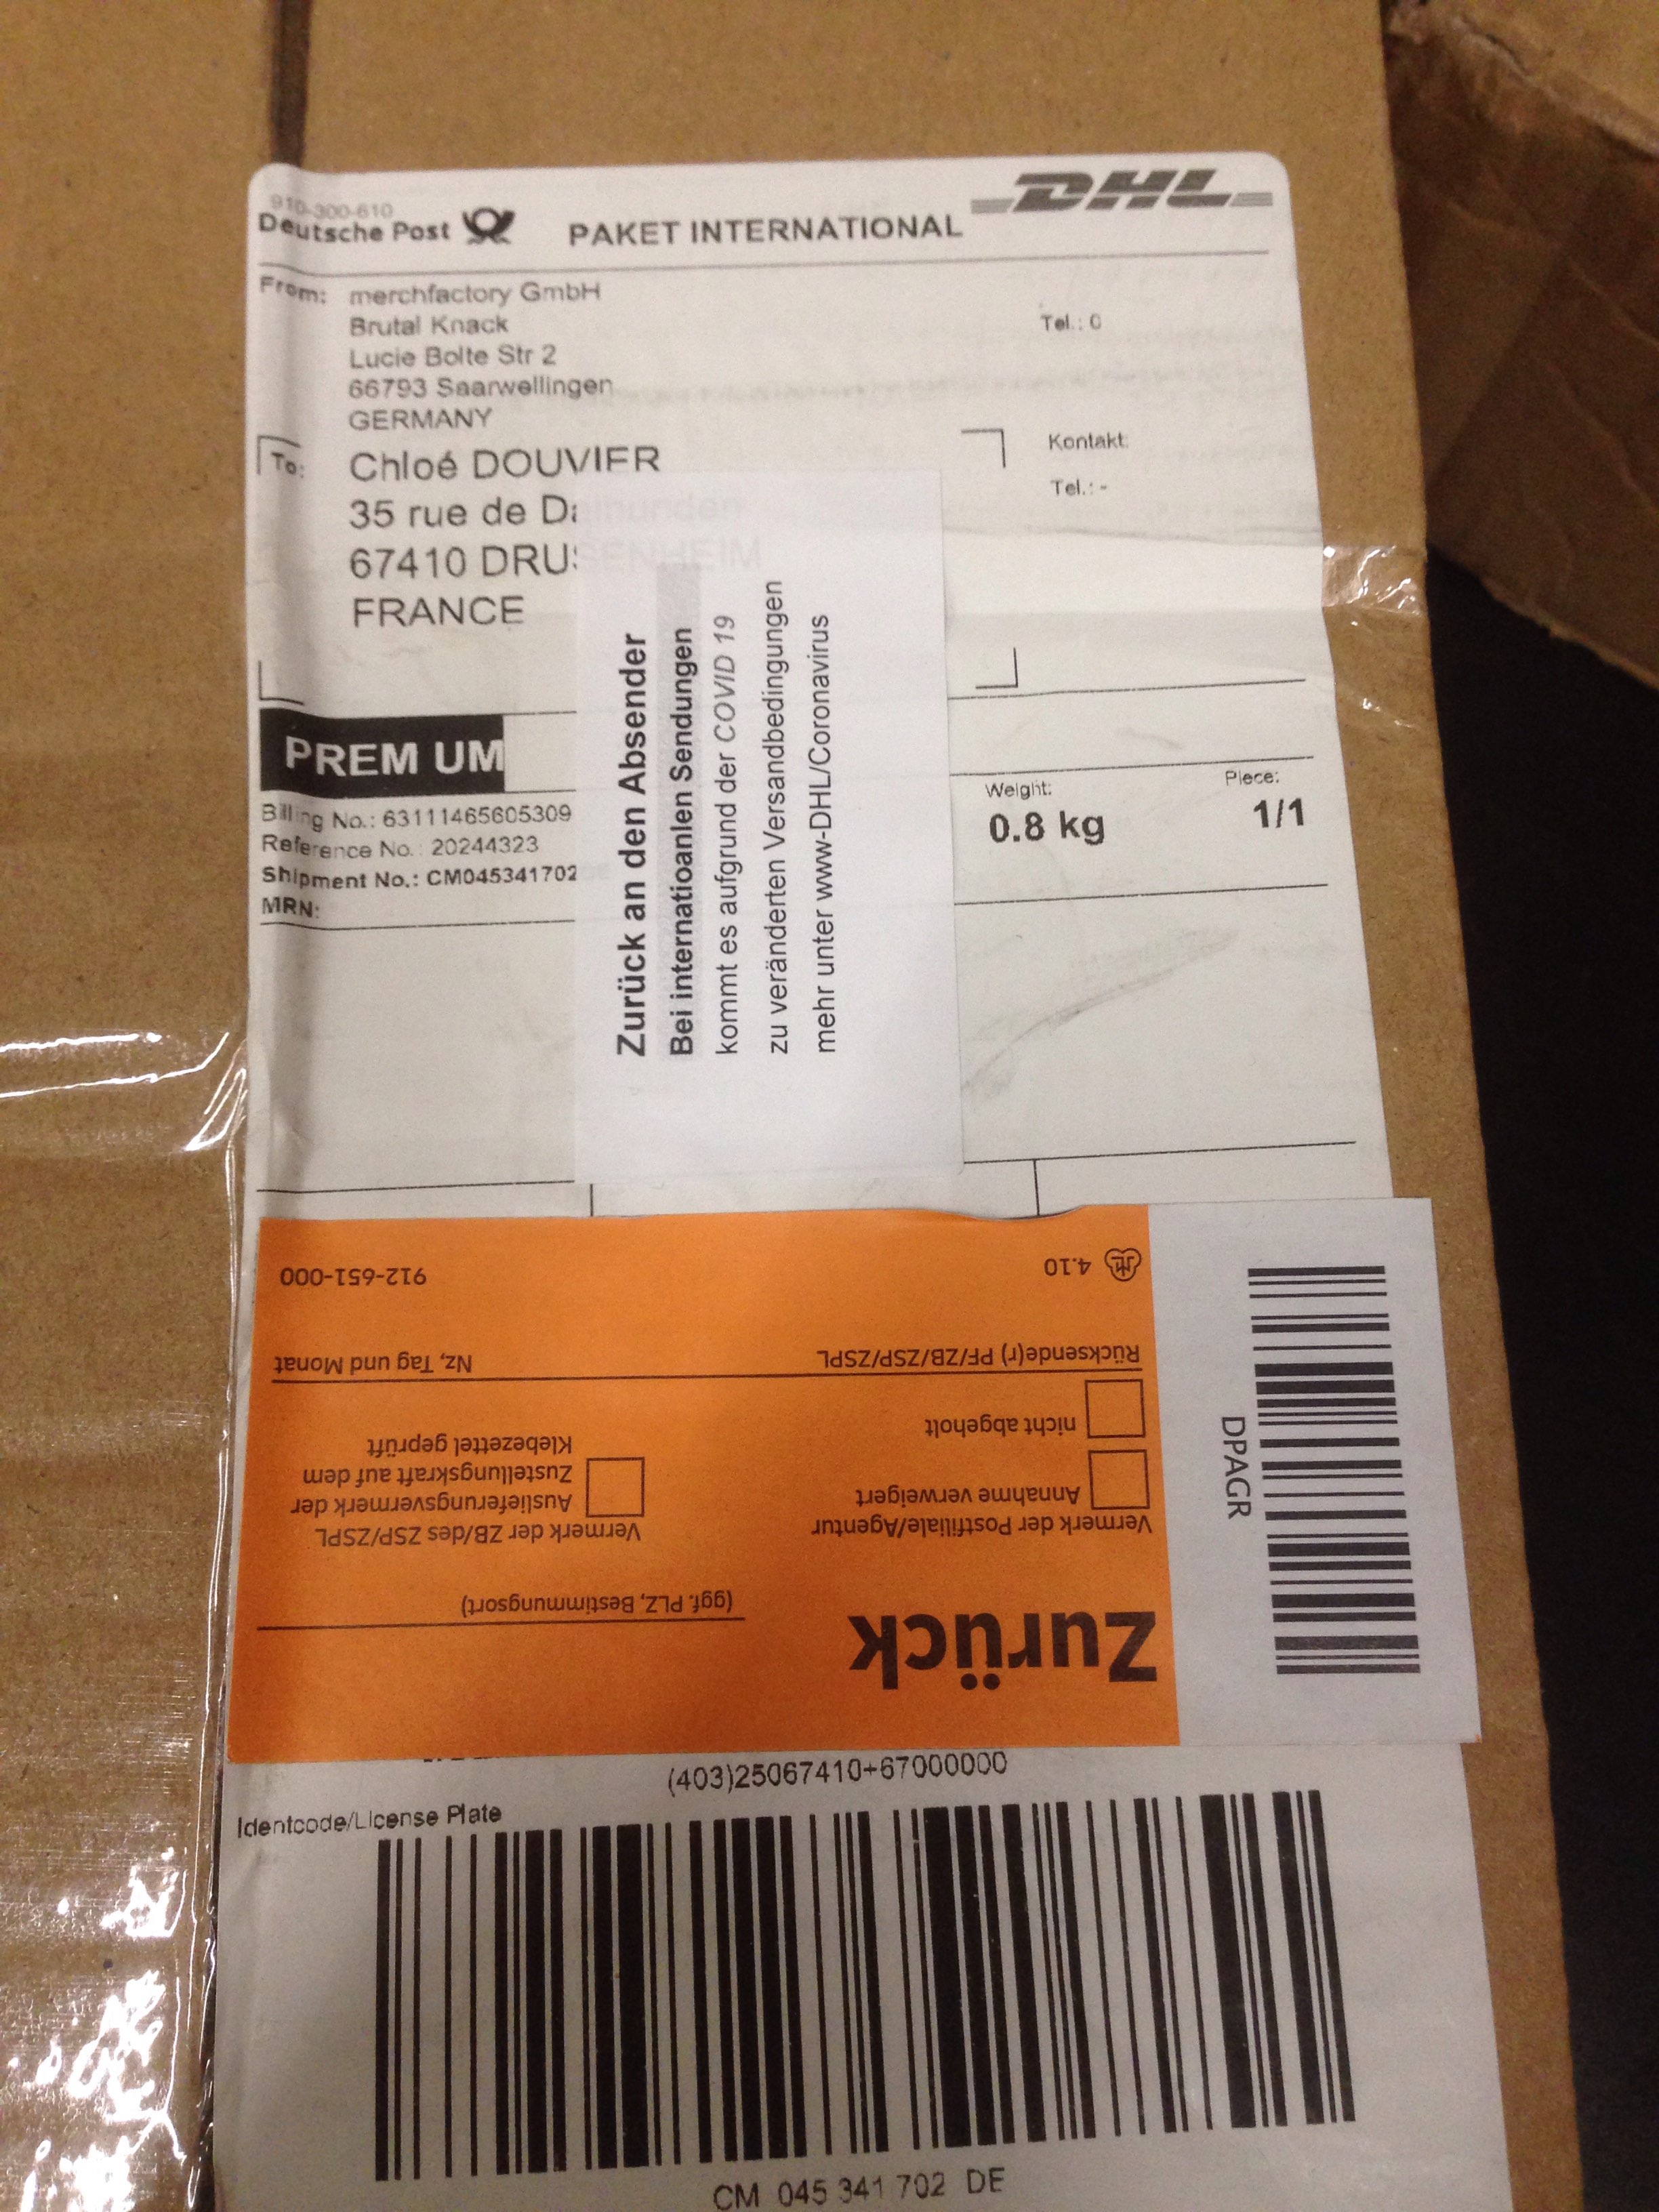 910-300-610
Deutsche Post
PAKET INTERNATIONAL
DHL
From: merchfactory GmbH
Brutal Knack
Tel.: 0
Lucie Bolte Str 2
66793 Saarwellingen
GERMANY
To: Chloé DOUVIER
Kontakt:
35 rue de
Tel.: -
67410 DRUSENHEIM
FRANCE
PREM UM
Billing No.: 63111465605309
Reference No.: 20244323
Shipment No.: CM045341702
MRN:
Weight:
0.8 kg
Piece:
1/1
Zurück an den Absender
Bei internatioanlen Sendungen
kommt es aufgrund der COVID 19
zu veränderten Versandbedingungen
mehr unter www-DHL/Coronavirus
Zurück
(ggf. PLZ, Bestimmungsort)
Vermerk der Postfiliale/Agentur
Annahme verweigert
nicht abgeholt
Vermerk der ZB/des ZSP/ZSPL
Auslieferungsvermerk der
Zustellungskraft auf dem
Klebezettel geprüft
Rücksende(r) PF/ZB/ZSP/ZSPL
Nz, Tag und Monat
4.10
912-651-000
DPAGR
(403)25067410+67000000
Identcode/License Plate
CM 045 341 702 DE